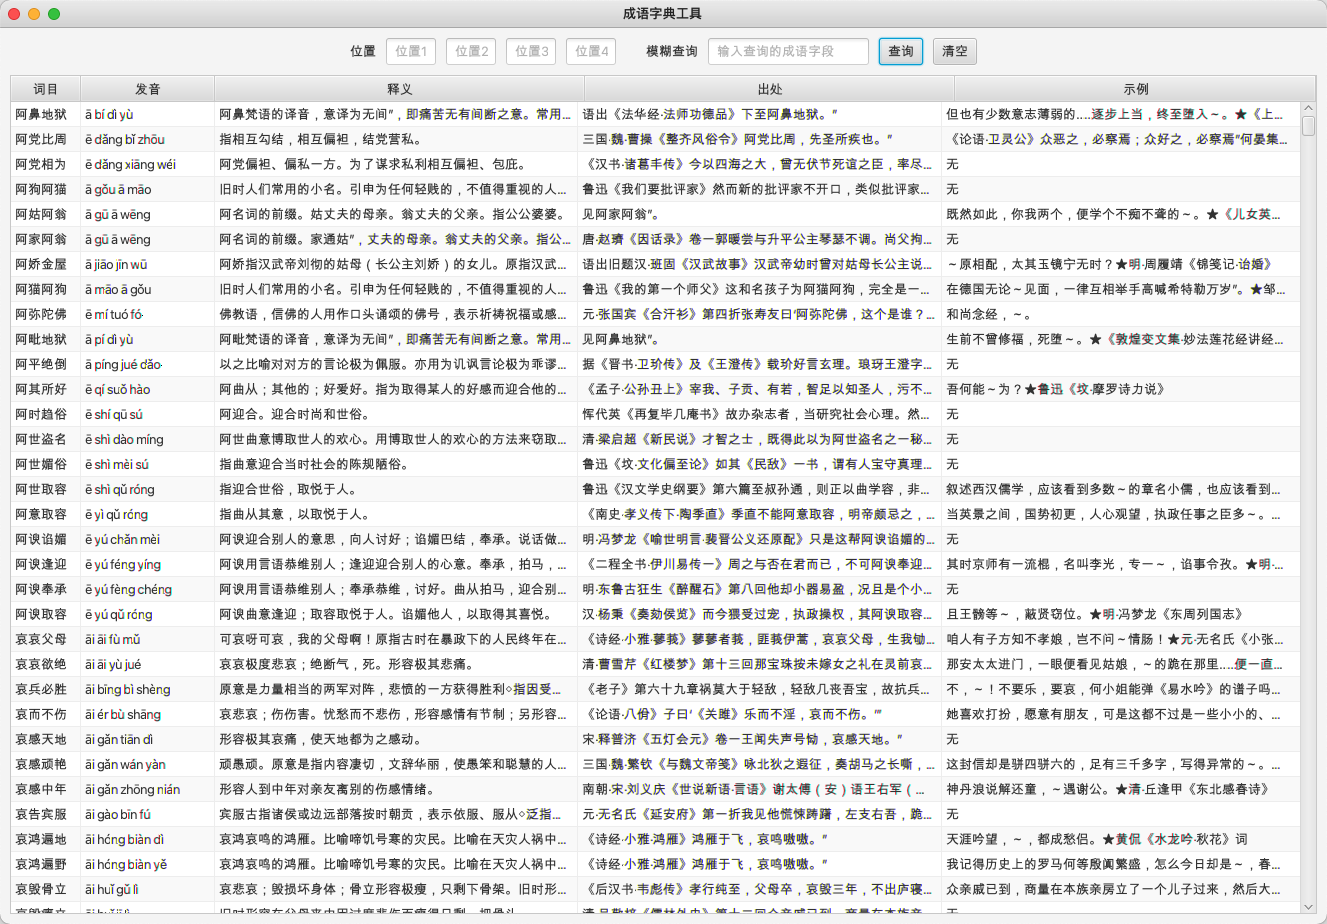 成语字典工具
位置 位置1 位置2 位置3 位置4 模糊查询 输入查询的成语字段 查询 清空
词目 发音 释义 出处 示例
阿鼻地狱 ā bí dì yù 阿鼻梵语的译音，意译为无间”，即痛苦无有间断之意。常用... 语出《法华经·法师功德品》下至阿鼻地狱。” 但也有少数意志薄弱的……逐步上当，终至堕入～。★《上...
阿党比周 ē dǎng bǐ zhōu 指相互勾结，相互偏袒，结党营私。 三国·魏·曹操《整齐风俗令》阿党比周，先圣所疾也。” 《论语·卫灵公》众恶之，必察焉；众好之，必察焉”何晏集...
阿党相为 ē dǎng xiāng wéi 阿党偏袒、偏私一方。为了谋求私利相互偏袒、包庇。 《汉书·诸葛丰传》今以四海之大，曾无伏节死谊之臣，率尽... 无
阿狗阿猫 ā gǒu ā māo 旧时人们常用的小名。引申为任何轻贱的，不值得重视的人... 鲁迅《我们要批评家》然而新的批评家不开口，类似批评家... 无
阿姑阿翁 ā gū ā wēng 阿名词的前缀。姑丈夫的母亲。翁丈夫的父亲。指公公婆婆。 见阿家阿翁”。 既然如此，你我两个，便学个不痴不聋的～。★《儿女英...
阿家阿翁 ā gū ā wēng 阿名词的前缀。家通姑”，丈夫的母亲。翁丈夫的父亲。指公... 唐·赵璘《因话录》卷一郭暖尝与升平公主琴瑟不调。尚父拘... 无
阿娇金屋 ā jiāo jīn wū 阿娇指汉武帝刘彻的姑母（长公主刘嫖）的女儿。原指汉武... 语出旧题汉·班固《汉武故事》汉武帝幼时曾对姑母长公主说... ～原相配，太真玉镜宁无时？★明·周履靖《锦笺记·诒婚》
阿猫阿狗 ā māo ā gǒu 旧时人们常用的小名。引申为任何轻贱的，不值得重视的人... 鲁迅《我的第一个师父》这和名孩子为阿猫阿狗，完全是一... 在德国无论～见面，一律互相举手高喊希特勒万岁”。★邹...
阿弥陀佛 ē mí tuó fó· 佛教语，信佛的人用作口头诵颂的佛号，表示祈祷祝福或感... 元·张国宾《合汗衫》第四折张寿友曰‘阿弥陀佛，这个是谁？... 和尚念经，～。
阿毗地狱 ā pí dì yù 阿毗梵语的译音，意译为无间”，即痛苦无有间断之意。常用... 见阿鼻地狱”。 生前不曾修福，死堕～。★《敦煌变文集·妙法莲花经讲经...
阿平绝倒 ā píng jué dǎo· 以之比喻对对方的言论极为佩服。亦用为讥讽言论极为乖谬... 据《晋书·卫玠传》及《王澄传》载玠好言玄理。琅玡王澄字... 无
阿其所好 ē qí suǒ hào 阿曲从；其他的；好爱好。指为取得某人的好感而迎合他的... 《孟子·公孙丑上》宰我、子贡、有若，智足以知圣人，污不... 吾何能～为？★鲁迅《坟·摩罗诗力说》
阿时趋俗 ē shí qū sú 阿迎合。迎合时尚和世俗。 恽代英《再复毕几庵书》故办杂志者，当研究社会心理。然... 无
阿世盗名 ē shì dào míng 阿世曲意博取世人的欢心。用博取世人的欢心的方法来窃取... 清·梁启超《新民说》才智之士，既得此以为阿世盗名之一秘... 无
阿世媚俗 ē shì mèi sú 指曲意迎合当时社会的陈规陋俗。 鲁迅《坟·文化偏至论》如其《民敌》一书，谓有人宝守真理... 无
阿世取容 ē shì qǔ róng 指迎合世俗，取悦于人。 鲁迅《汉文学史纲要》第六篇至叔孙通，则正以曲学容，非... 叙述西汉儒学，应该看到多数～的章名小儒，也应该看到...
阿意取容 ē yì qǔ róng 指曲从其意，以取悦于人。 《南史·孝义传下·陶季直》季直不能阿意取容，明帝颇忌之，... 当英景之间，国势初更，人心观望，执政任事之臣多～。...
阿谀谄媚 ē yú chǎn mèi 阿谀迎合别人的意思，向人讨好；谄媚巴结，奉承。说话做... 明·冯梦龙《喻世明言·裴晋公义还原配》只是这帮阿谀谄媚的... 无
阿谀逢迎 ē yú féng yíng 阿谀用言语恭维别人；逢迎迎合别人的心意。奉承，拍马，... 《二程全书·伊川易传一》周之与否在君而已，不可阿谀奉迎... 其时京师有一流棍，名叫李光，专一～，谄事令孜。★明·...
阿谀奉承 ē yú fèng chéng 阿谀用言语恭维别人；奉承恭维，讨好。曲从拍马，迎合别... 明·东鲁古狂生《醉醒石》第八回他却小器易盈，况且是个小... 无
阿谀取容 ē yú qǔ róng 阿谀曲意逢迎；取容取悦于人。谄媚他人，以取得其喜悦。 汉·杨秉《奏劾侯览》而今猥受过宠，执政操权，其阿谀取容... 且王髒等～，蔽贤窃位。★明·冯梦龙《东周列国志》
哀哀父母 āi āi fù mǔ 可哀呀可哀，我的父母啊！原指古时在暴政下的人民终年在... 《诗经·小雅·蓼莪》蓼蓼者莪，匪莪伊蒿，哀哀父母，生我劬... 咱人有子方知不孝娘，岂不问～情肠！★元·无名氏《小张...
哀哀欲绝 āi āi yù jué 哀哀极度悲哀；绝断气，死。形容极其悲痛。 清·曹雪芹《红楼梦》第十三回那宝珠按未嫁女之礼在灵前哀... 那安太太进门，一眼便看见姑娘，～的跪在那里……便一直...
哀兵必胜 āi bīng bì shèng 原意是力量相当的两军对阵，悲愤的一方获得胜利◇指因受... 《老子》第六十九章祸莫大于轻敌，轻敌几丧吾宝，故抗兵... 不，～！不要乐，要哀，何小姐能弹《易水吟》的谱子吗...
哀而不伤 āi ér bù shāng 哀悲哀；伤伤害。忧愁而不悲伤，形容感情有节制；另形容... 《论语·八佾》子曰‘《关雎》乐而不淫，哀而不伤。’” 她喜欢打扮，愿意有朋友，可是这都不过是一些小小的、...
哀感天地 āi gǎn tiān dì 形容极其哀痛，使天地都为之感动。 宋·释普济《五灯会元》卷一王闻失声号恸，哀感天地。” 无
哀感顽艳 āi gǎn wán yàn 顽愚顽。原意是指内容凄切，文辞华丽，使愚笨和聪慧的人... 三国·魏·繁钦《与魏文帝笺》咏北狄之遐征，奏胡马之长嘶，... 这封信却是骈四骈六的，足有三千多字，写得异常的～。...
哀感中年 āi gǎn zhōng nián 形容人到中年对亲友离别的伤感情绪。 南朝·宋·刘义庆《世说新语·言语》谢太傅（安）语王右军（... 神丹浪说解还童，～遇谢公。★清·丘逢甲《东北感春诗》
哀告宾服 āi gào bīn fú 宾服古指诸侯或边远部落按时朝贡，表示依服、服从◇泛指... 元·无名氏《延安府》第一折我见他慌慌悚踌躇，左支右吾，跪... 无
哀鸿遍地 āi hóng biàn dì 哀鸿哀鸣的鸿雁。比喻啼饥号寒的灾民。比喻在天灾人祸中... 《诗经·小雅·鸿雁》鸿雁于飞，哀鸣嗷嗷。” 天涯吟望，～，都成愁侣。★黄侃《水龙吟·秋花》词
哀鸿遍野 āi hóng biàn yě 哀鸿哀鸣的鸿雁。比喻啼饥号寒的灾民。比喻在天灾人祸中... 《诗经·小雅·鸿雁》鸿雁于飞，哀鸣嗷嗷。” 我记得历史上的罗马何等殷阗繁盛，怎么今日却是～，春...
哀毁骨立 āi huǐ gǔ lì 哀悲哀；毁损坏身体；骨立形容极瘦，只剩下骨架。旧时形... 《后汉书·韦彪传》孝行纯至，父母卒，哀毁三年，不出庐寝... 众亲戚已到，商量在本族亲房立了一个儿子过来，然后大...